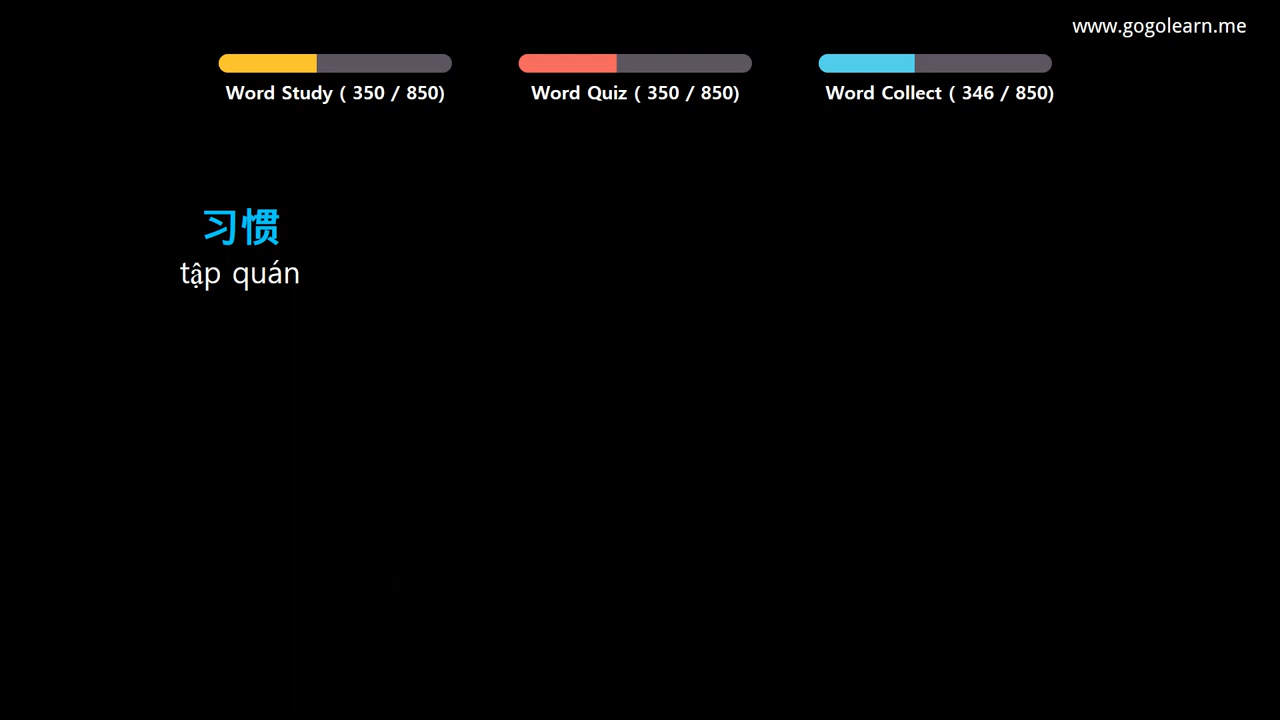 www.gogolearn.me
Word Study ( 350 / 850)
Word Quiz ( 350 / 850)
Word Collect ( 346 / 850)
习惯
tập quán